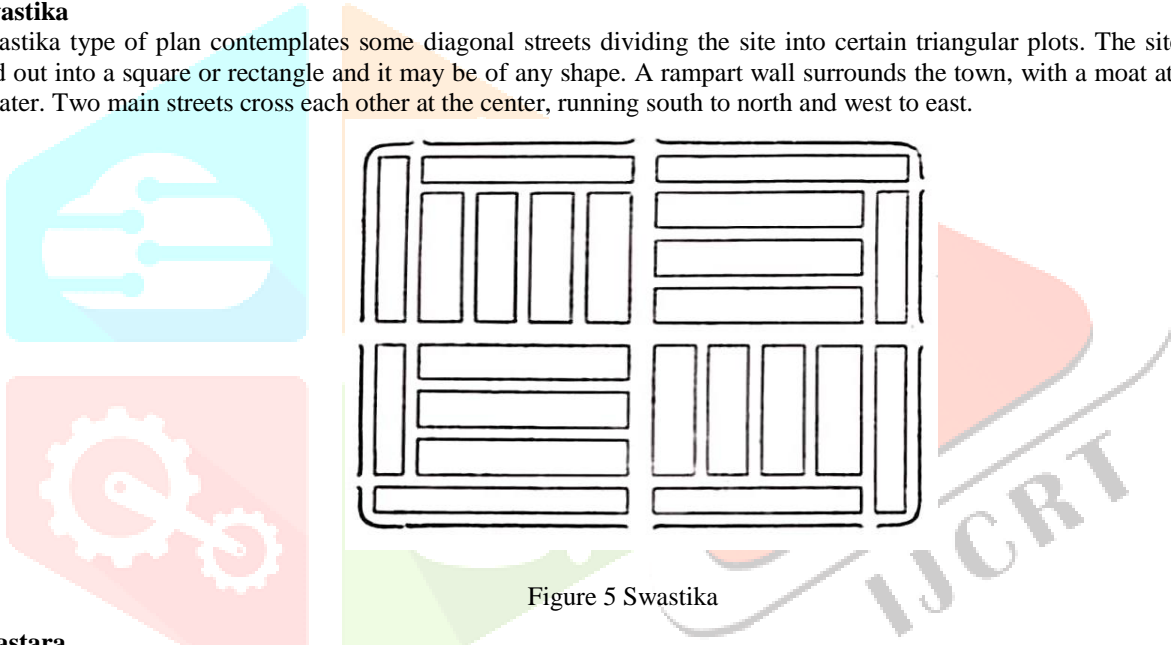 vastika
astika type of plan contemplates some diagonal streets dividing the site into certain triangular plots. The site
d out into a square or rectangle and it may be of any shape. A rampart wall surrounds the town, with a moat at
ater. Two main streets cross each other at the center, running south to north and west to east.
Figure 5 Swastika
IJCRT
astara